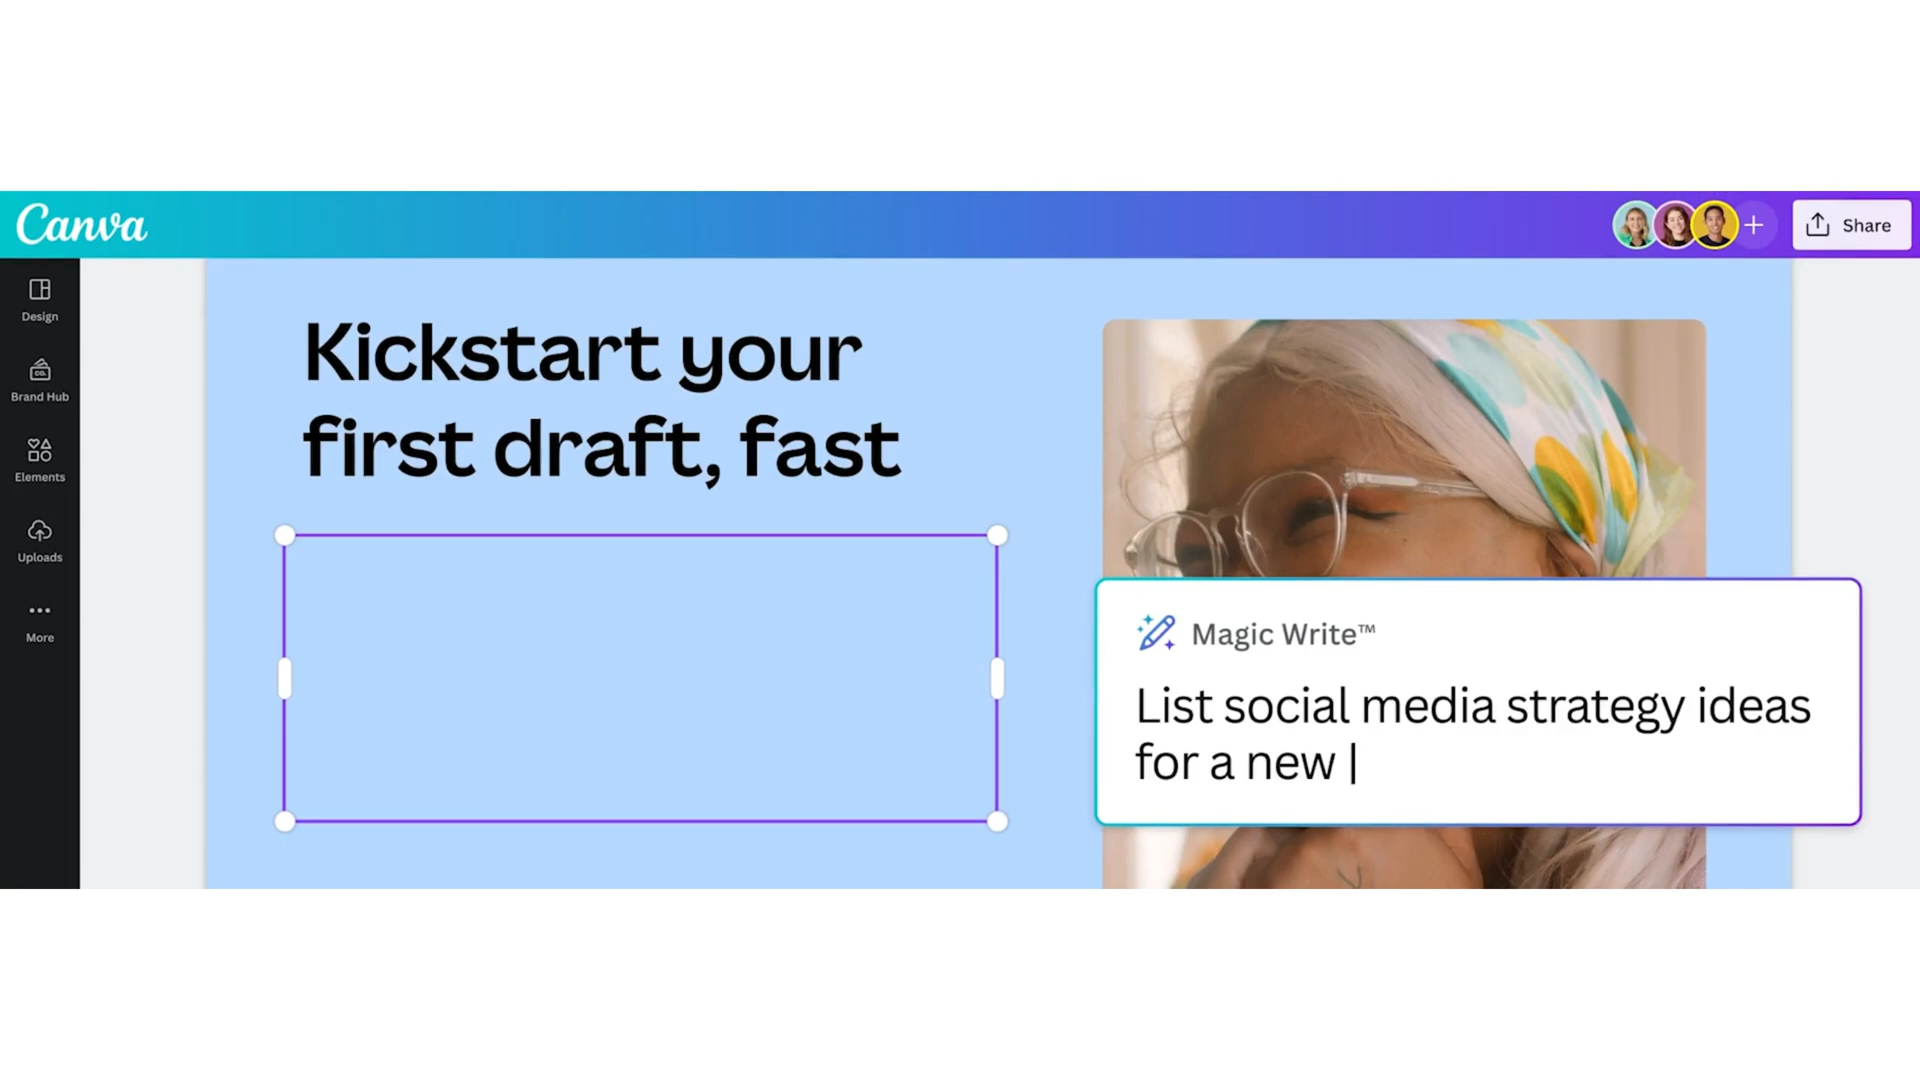 Canva
Share
Design
Brand Hub
CO.
Elements
Uploads
More
Kickstart your
first draft, fast
Magic Write™
List social media strategy ideas
for a new